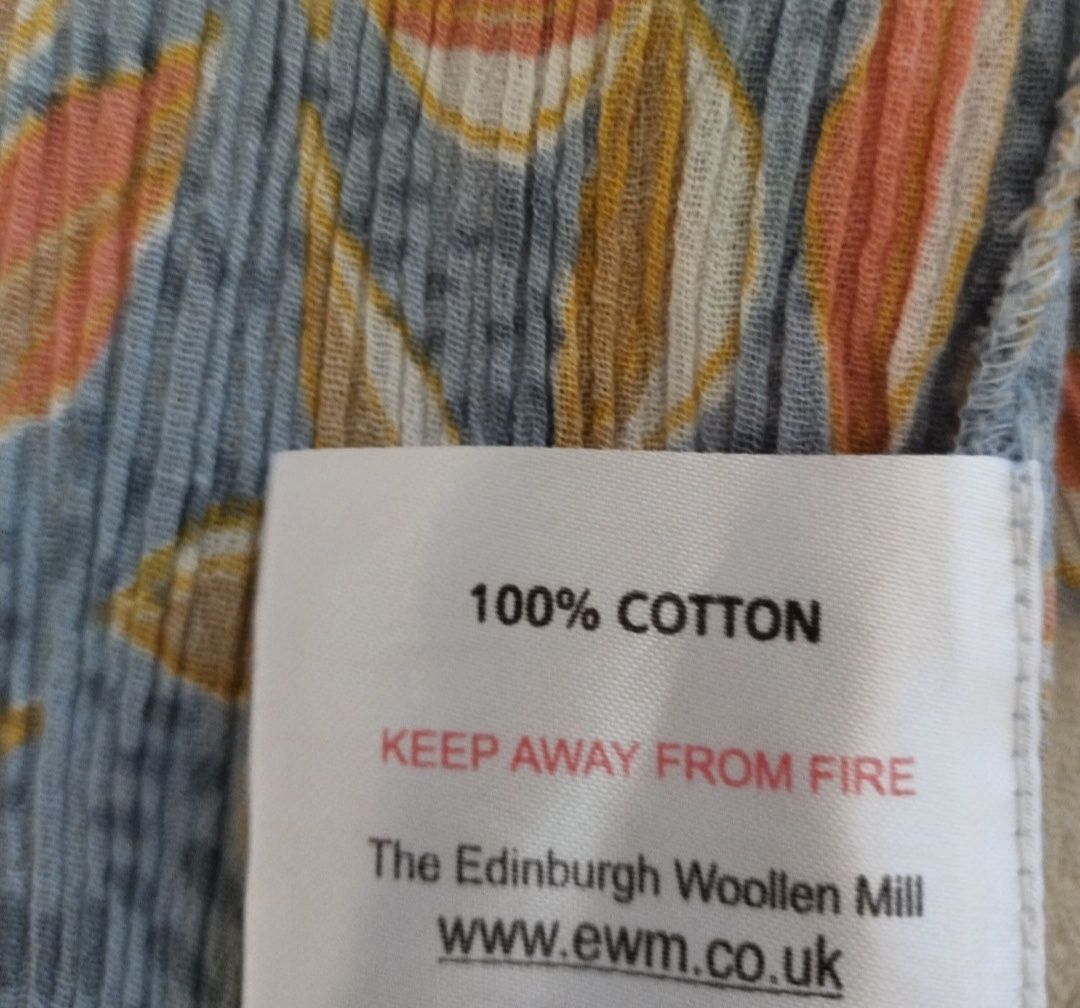 100% COTTON
KEEP AWAY FROM FIRE
The Edinburgh Woollen Mill
www.ewm.co.uk